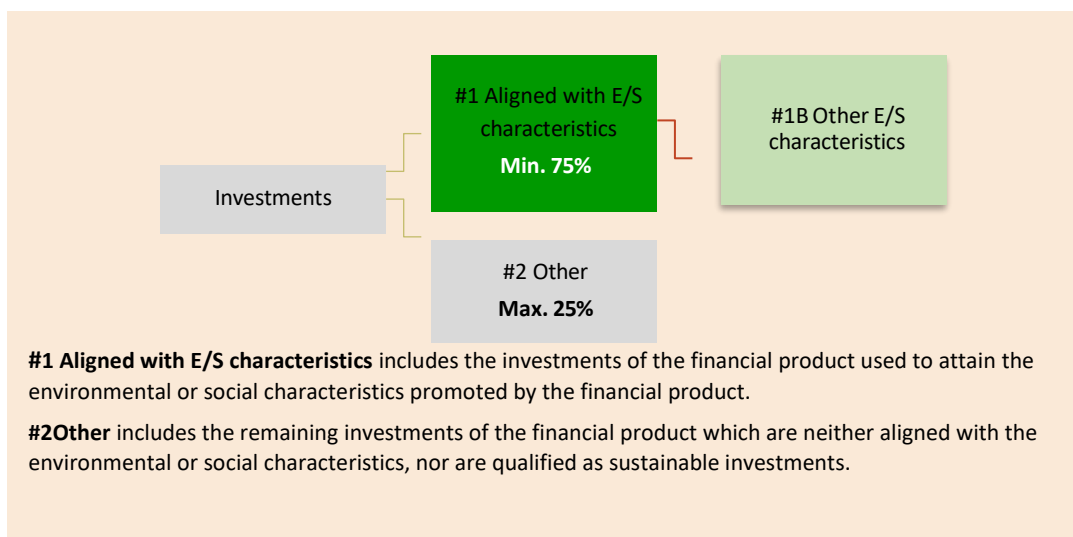 #1 Aligned with E/S
characteristics
Min. 75%
#1B Other E/S
characteristics
Investments
#2 Other
Max. 25%
#1 Aligned with E/S characteristics includes the investments of the financial product used to attain the
environmental or social characteristics promoted by the financial product.
#2Other includes the remaining investments of the financial product which are neither aligned with the
environmental or social characteristics, nor are qualified as sustainable investments.